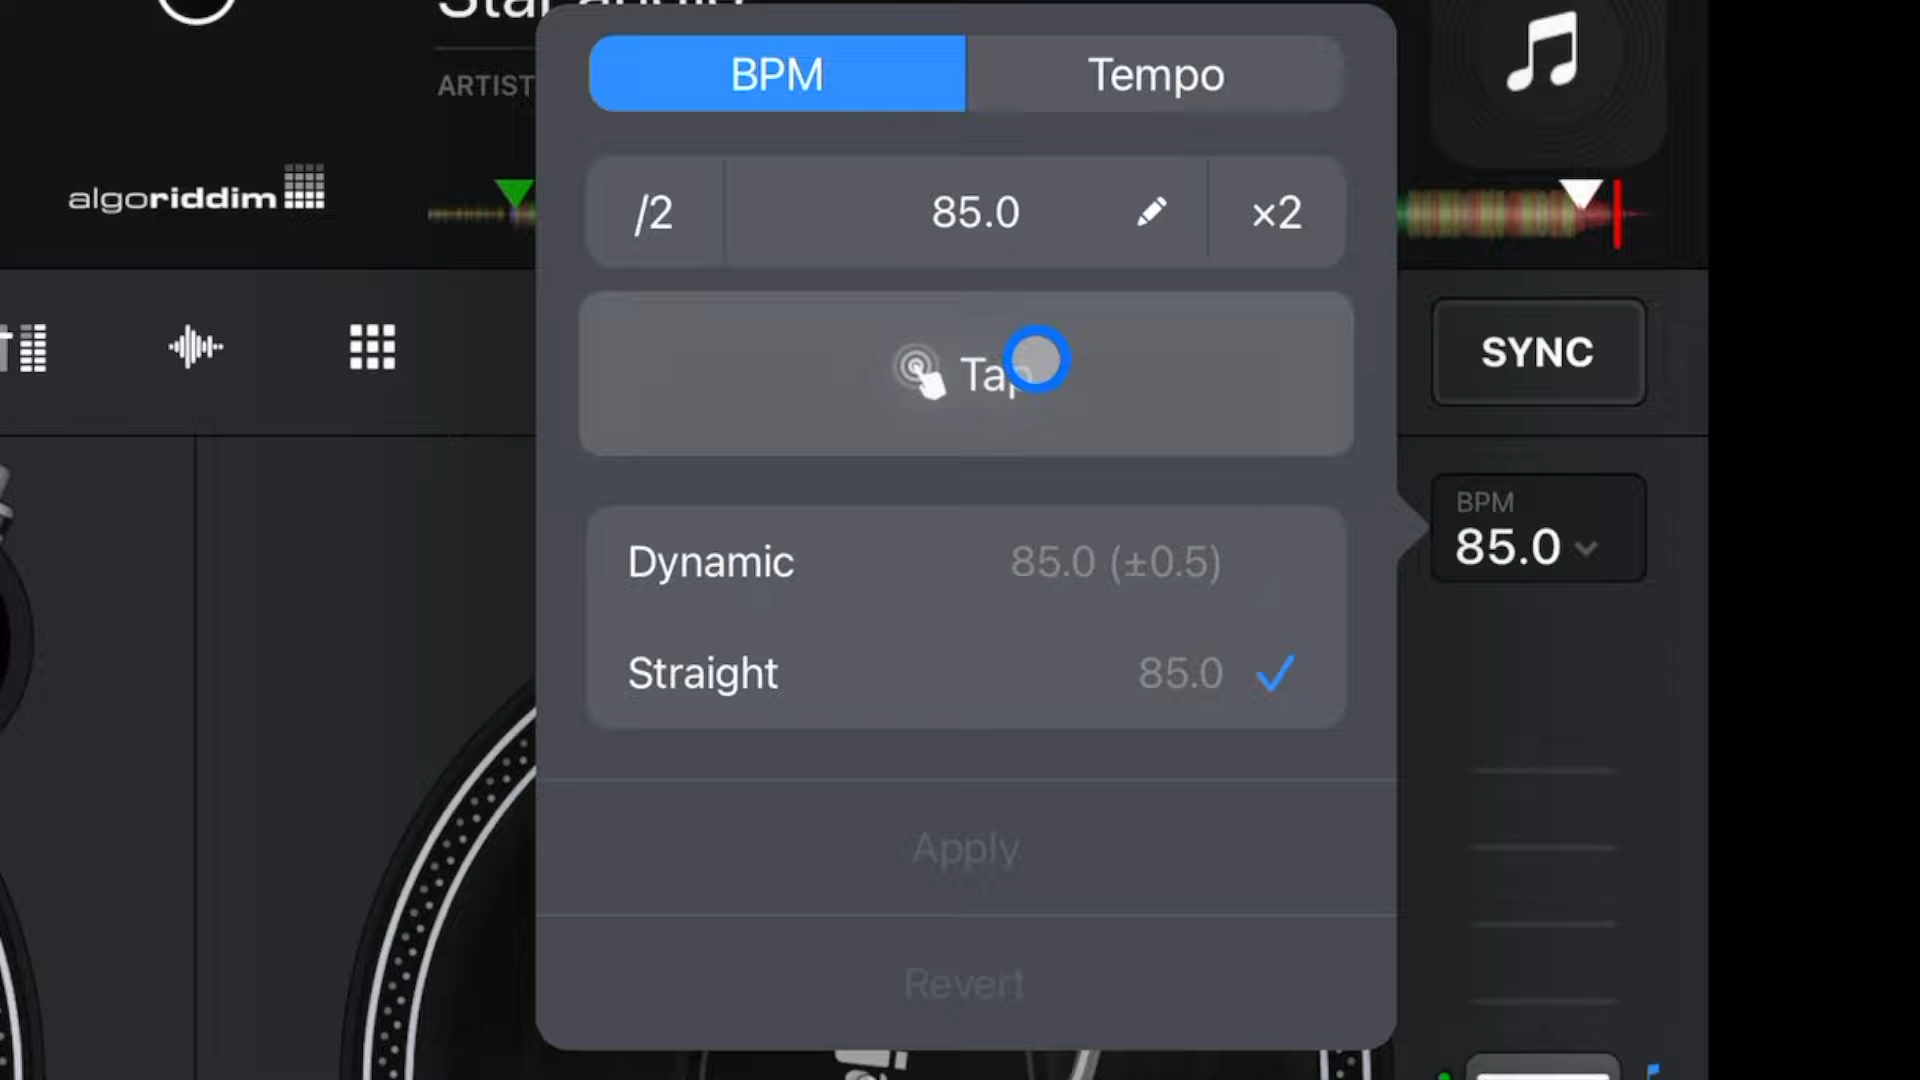 BPM
Tempo
ARTIST
algoriddim
/2
85.0
×2
Tap
SYNC
BPM
85.0
Dynamic
85.0 (±0.5)
Straight
85.0
Apply
Revert